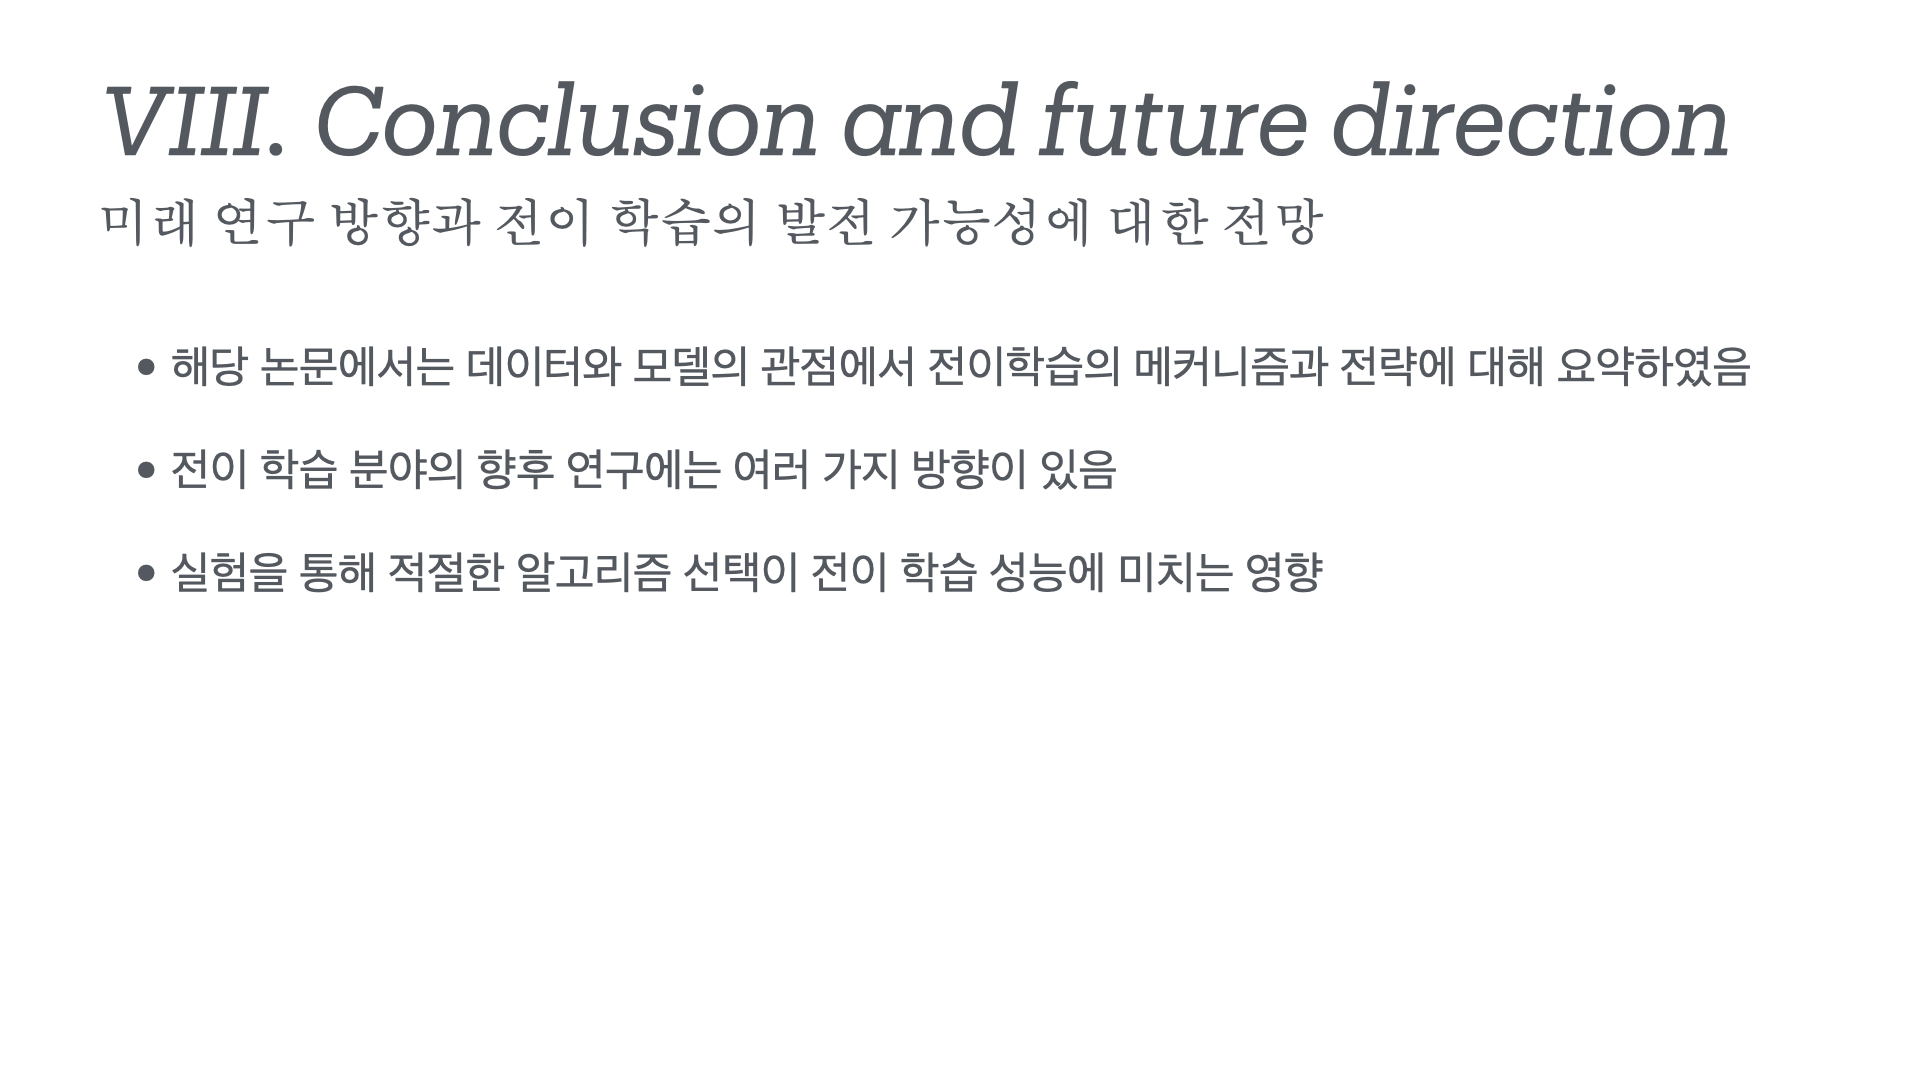 VIII. Conclusion and future direction
미래 연구 방향과 전이 학습의 발전 가능성에 대한 전망
• 해당 논문에서는 데이터와 모델의 관점에서 전이학습의 메커니즘과 전략에 대해 요약하였음
• 전이 학습 분야의 향후 연구에는 여러 가지 방향이 있음
• 실험을 통해 적절한 알고리즘 선택이 전이 학습 성능에 미치는 영향